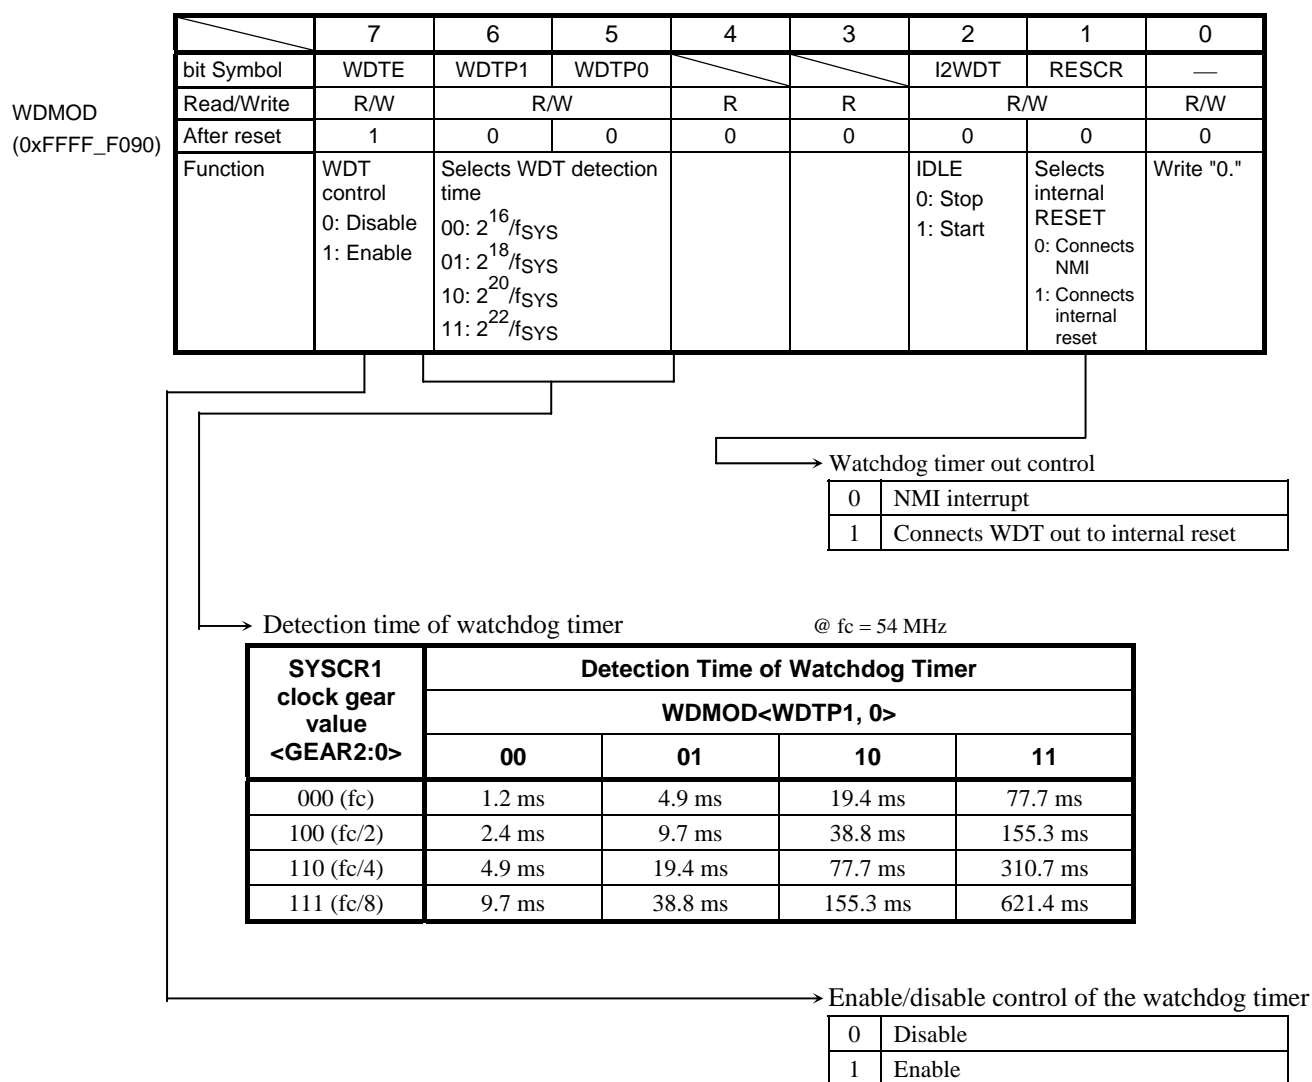 7 6 5 4 3 2 1 0
bit Symbol WDTE WDTP1 WDTP0 I2WDT RESCR —
WDMOD
(0xFFFF_F090)
Read/Write R/W R/W R R R/W R/W
After reset 1 0 0 0 0 0 0 0
Function
WDT
control
0: Disable
1: Enable
Selects WDT detection
time
00: 2^16/fSYS
01: 2^18/fSYS
10: 2^20/fSYS
11: 2^22/fSYS
IDLE
0: Stop
1: Start
Selects
internal
RESET
0: Connects
NMI
1: Connects
internal
reset
Write "0."
Watchdog timer out control
0 NMI interrupt
1 Connects WDT out to internal reset
Detection time of watchdog timer @ fc = 54 MHz
SYSCR1
clock gear
value
<GEAR2:0>
Detection Time of Watchdog Timer
WDMOD<WDTP1, 0>
00 01 10 11
000 (fc) 1.2 ms 4.9 ms 19.4 ms 77.7 ms
100 (fc/2) 2.4 ms 9.7 ms 38.8 ms 155.3 ms
110 (fc/4) 4.9 ms 19.4 ms 77.7 ms 310.7 ms
111 (fc/8) 9.7 ms 38.8 ms 155.3 ms 621.4 ms
Enable/disable control of the watchdog timer
0 Disable
1 Enable